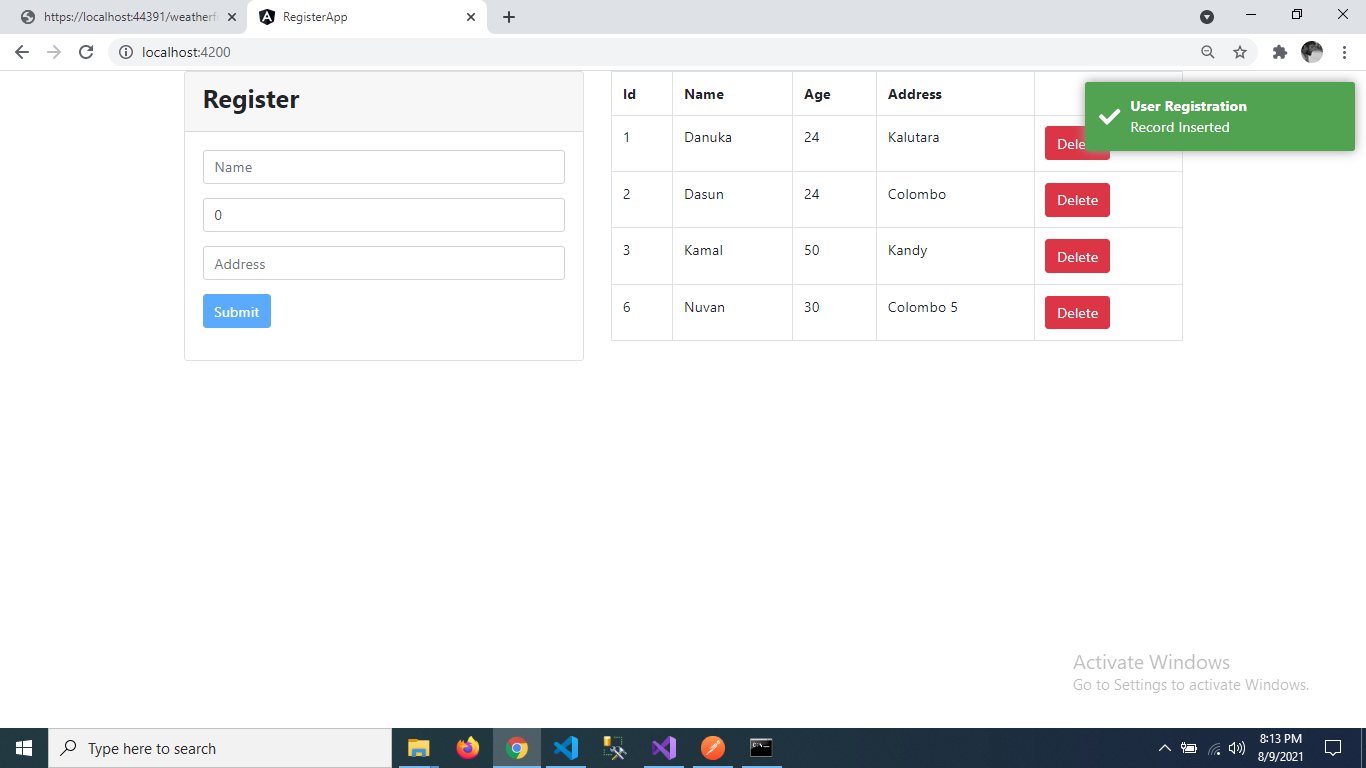 https://localhost:44391/weatherf
RegisterApp
localhost:4200
Register
Name
0
Address
Submit
Id Name Age Address
1 Danuka 24 Kalutara
2 Dasun 24 Colombo Delete
3 Kamal 50 Kandy Delete
6 Nuvan 30 Colombo 5 Delete
User Registration
Record Inserted
Activate Windows
Go to Settings to activate Windows.
Type here to search
8:13 PM
8/9/2021